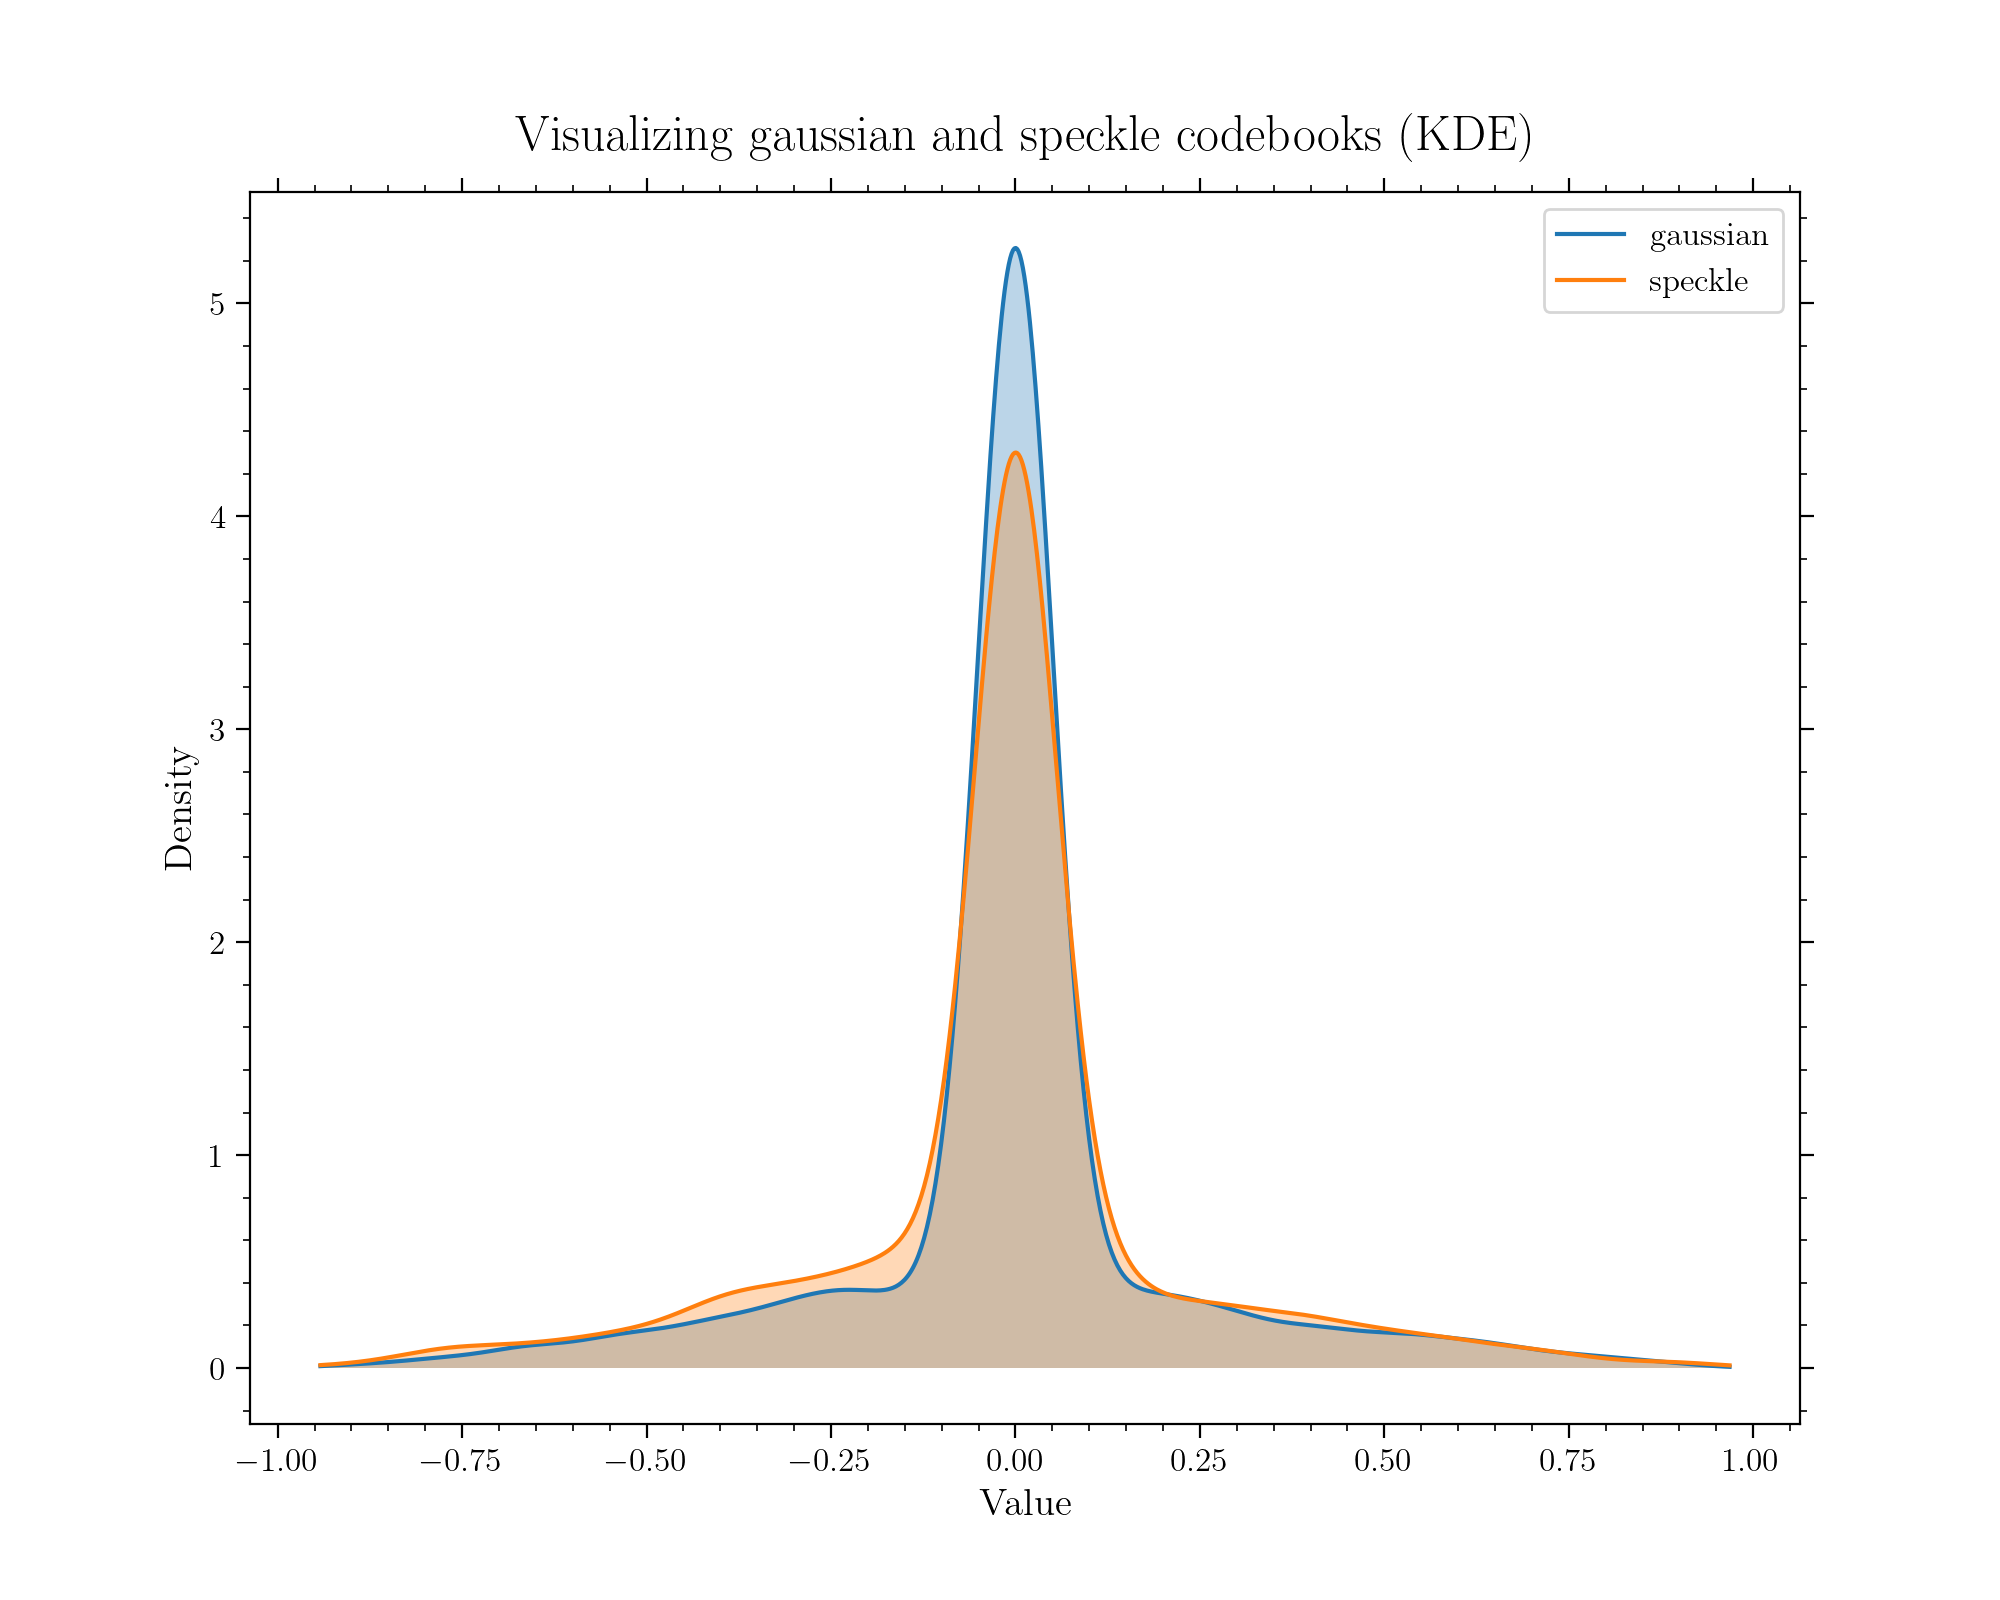 Visualizing gaussian and speckle codebooks (KDE)
gaussian
speckle
5
4
3
2
1
0
Density
−1.00 −0.75 −0.50 −0.25 0.00 0.25 0.50 0.75 1.00
Value